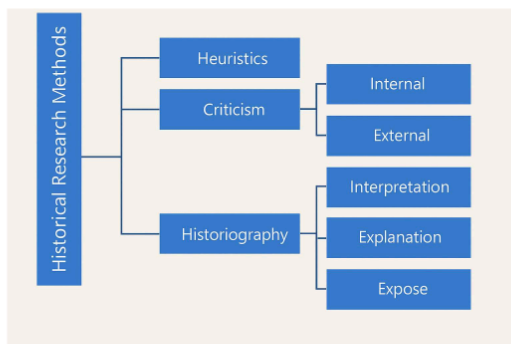 Historical Research Methods
Heuristics
Criticism
Internal
External
Historiography
Interpretation
Explanation
Expose